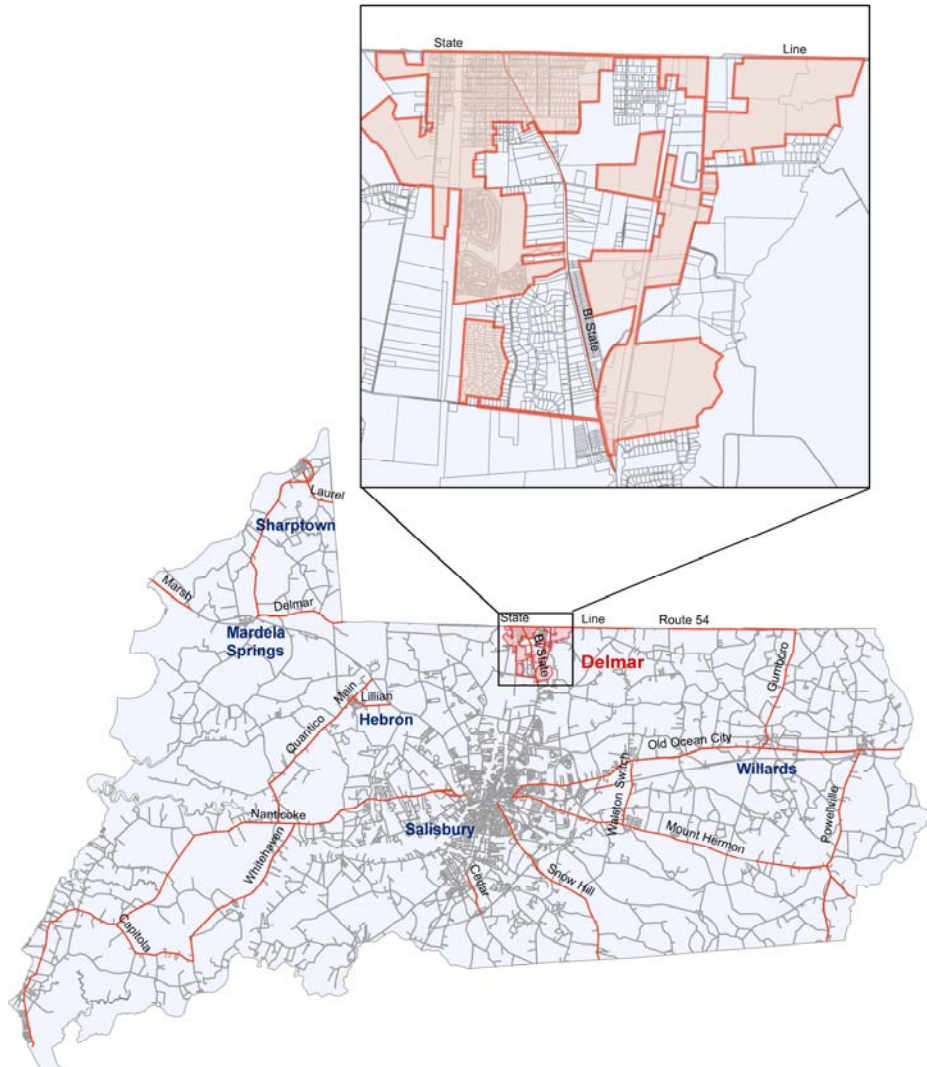 State Line
Bi State
Laurel
Sharptown
Marsh
Delmar
Mardela
Springs
State Line Route 54
Bi State
Delmar
Gumboro
Main
Lillian
Hebron
Quantico
Old Ocean City
Willards
Walston Switch
Nanticoke
Salisbury
Mount Hermon
Powellville
Whitehaven
Cedar
Snow Hill
Capitola